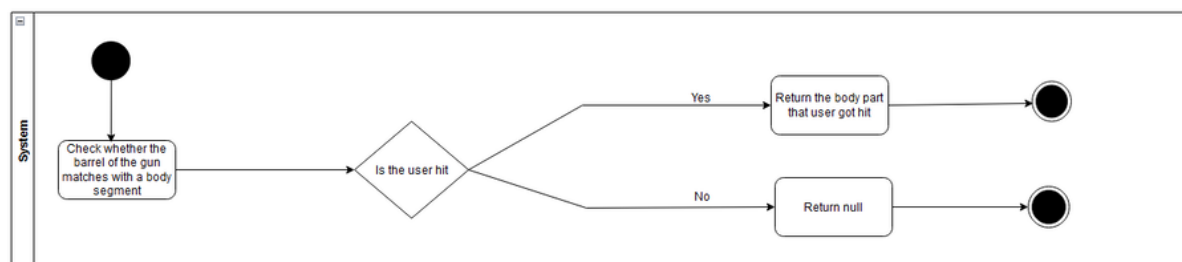 System
Check whether the
barrel of the gun
matches with a body
segment
Is the user hit
Yes
Return the body part
that user got hit
No
Return null